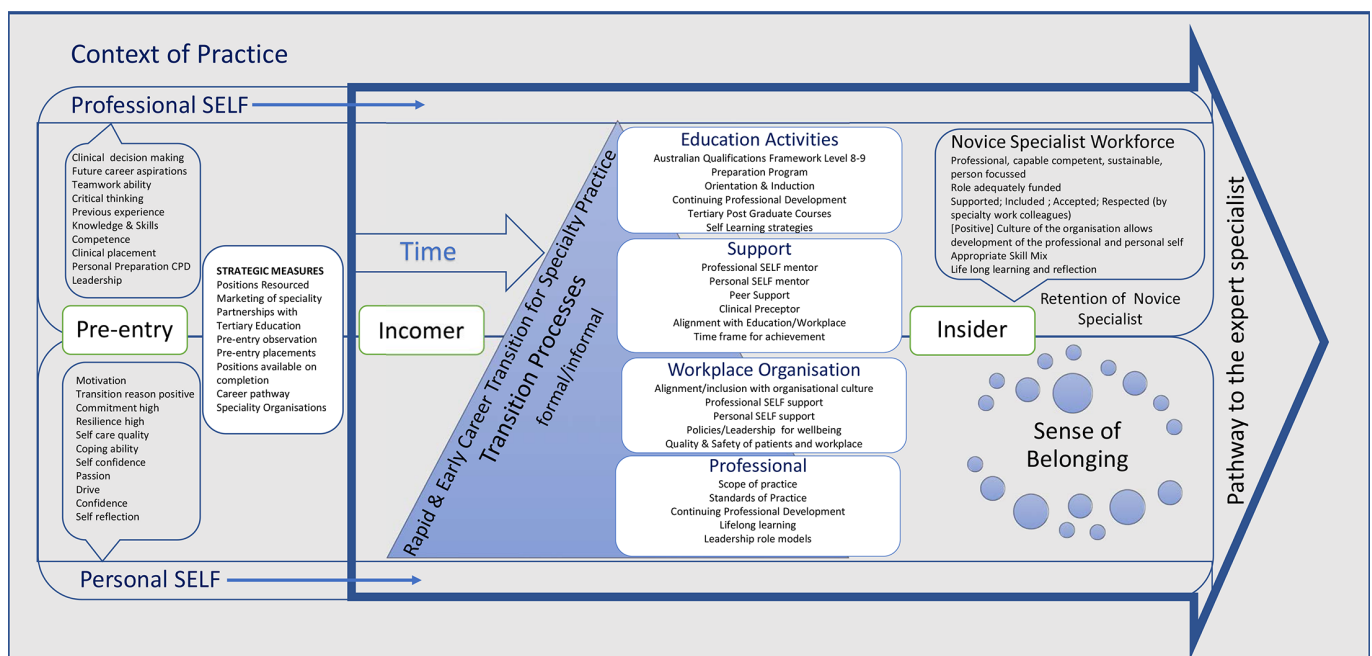 Context of Practice
Professional SELF
Clinical decision making
Future career aspirations
Teamwork ability
Critical thinking
Previous experience
Knowledge & Skills
Competence
Clinical placement
Personal Preparation CPD
Leadership
Pre-entry
Motivation
Transition reason positive
Commitment high
Resilience high
Self care quality
Coping ability
Self confidence
Passion
Drive
Confidence
Self reflection
Personal SELF
STRATEGIC MEASURES
Positions Resourced
Marketing of speciality
Partnerships with
Tertiary Education
Pre-entry observation
Pre-entry placements
Positions available on
completion
Career pathway
Speciality Organisations
Time
Incomer
Rapid & Early Career Transition for Specialty Practice
Transition Processes
formal/informal
Education Activities
Australian Qualifications Framework Level 8-9
Preparation Program
Orientation & Induction
Continuing Professional Development
Tertiary Post Graduate Courses
Self Learning strategies
Support
Professional SELF mentor
Personal SELF mentor
Peer Support
Clinical Preceptor
Alignment with Education/Workplace
Time frame for achievement
Workplace Organisation
Alignment/inclusion with organisational culture
Professional SELF support
Personal SELF support
Policies/Leadership for wellbeing
Quality & Safety of patients and workplace
Professional
Scope of practice
Standards of Practice
Continuing Professional Development
Lifelong learning
Leadership role models
Novice Specialist Workforce
Professional, capable competent, sustainable,
person focussed
Role adequately funded
Supported; Included ; Accepted; Respected (by
specialty work colleagues)
[Positive] Culture of the organisation allows
development of the professional and personal self
Appropriate Skill Mix
Life long learning and reflection
Insider
Retention of Novice
Specialist
Sense of
Belonging
Pathway to the expert specialist